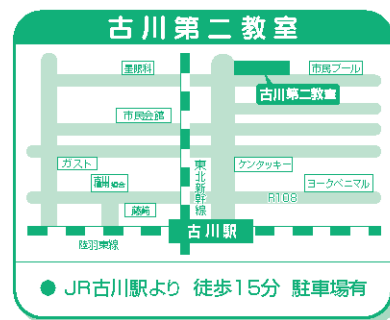 古川第二教室
星眼科
市民プール
古川第二教室
市民会館
ガスト
東北新幹線
ケンタッキー
ヨークベニマル
R108
藤崎
古川駅
陸羽東線
● JR古川駅より 徒歩15分 駐車場有